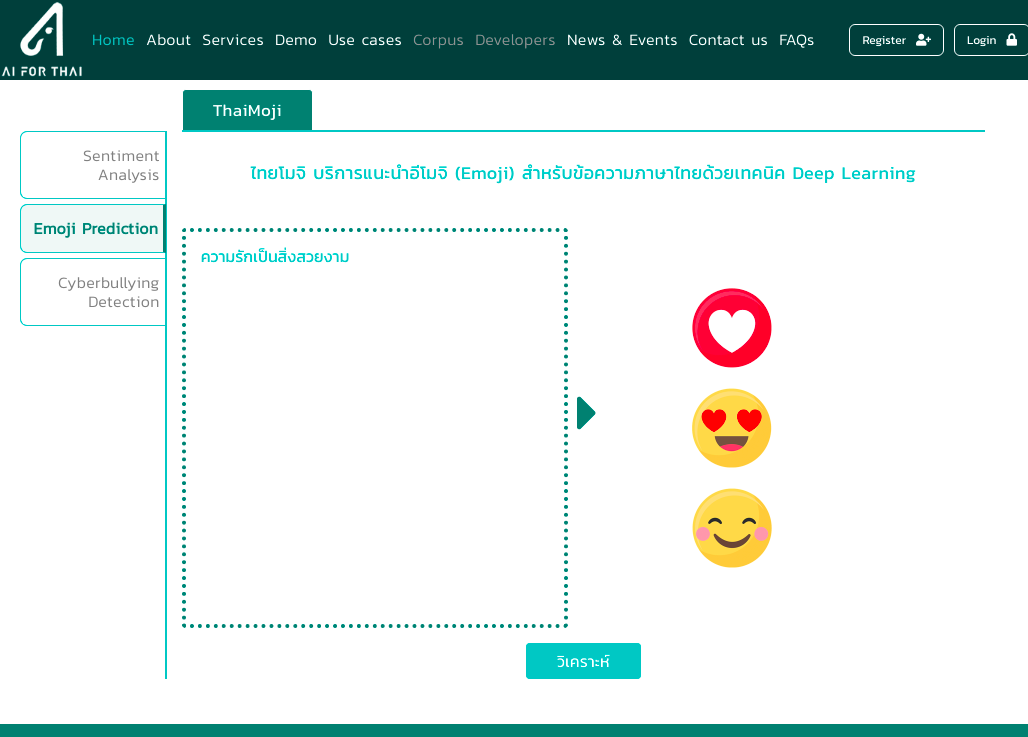 AI FOR THAI
Home About Services Demo Use cases Corpus Developers News & Events Contact us FAQs Register Login
ThaiMoji
Sentiment
Analysis
Emoji Prediction
Cyberbullying
Detection
ไทยโมจิ บริการแนะนำอีโมจิ (Emoji) สำหรับข้อความภาษาไทยด้วยเทคนิค Deep Learning
ความรักเป็นสิ่งสวยงาม
วิเคราะห์